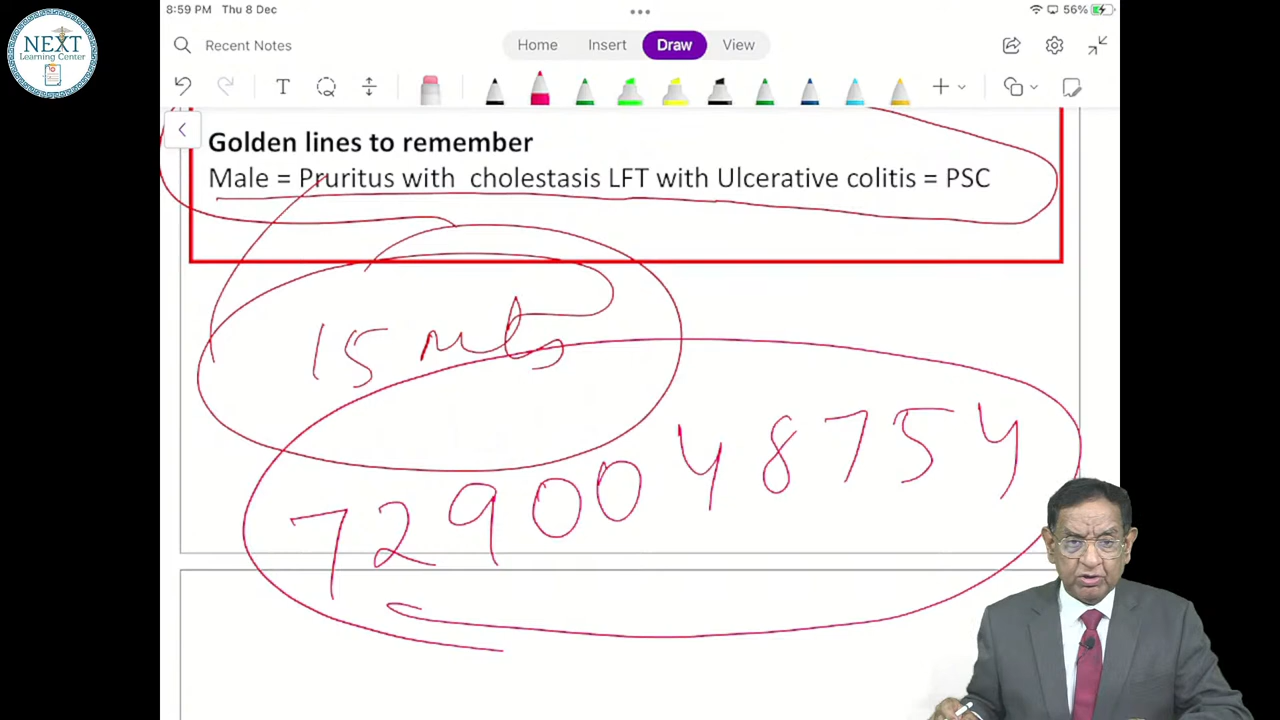 8:59 PM Thu 8 Dec
56%
NEXT
Learning Center
Recent Notes
Home Insert Draw View
T
Golden lines to remember
Male = Pruritus with cholestasis LFT with Ulcerative colitis = PSC
15 mts
7290048754